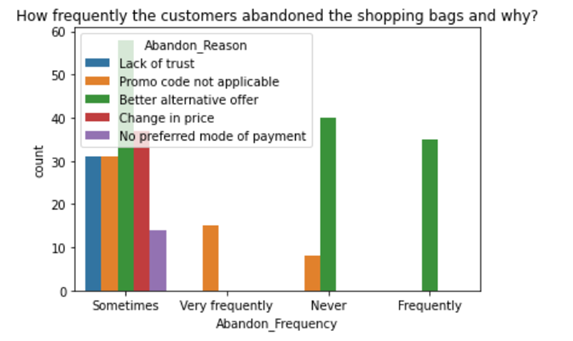 How frequently the customers abandoned the shopping bags and why?
60
50
40
30
20
10
0
count
Abandon_Reason
Lack of trust
Promo code not applicable
Better alternative offer
Change in price
No preferred mode of payment
Sometimes Very frequently Never Frequently
Abandon_Frequency